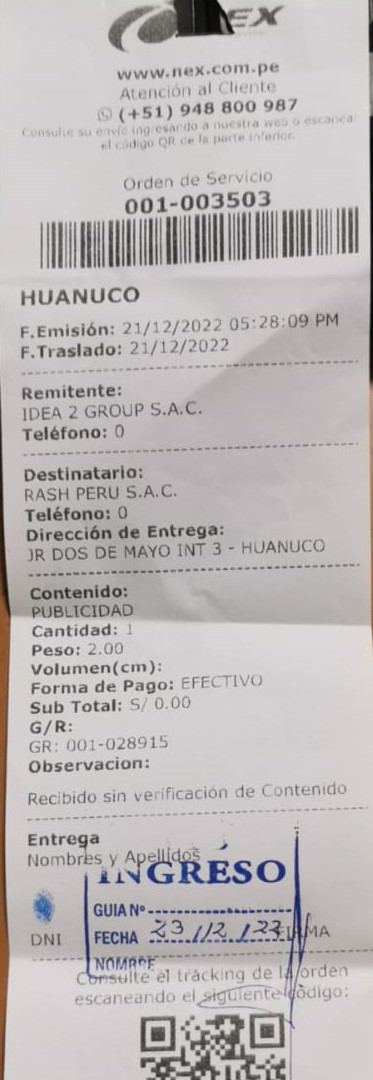 NEX
www.nex.com.pe
Atención al Cliente
(+51) 948 800 987
Consulte su envío ingresando a nuestra web o escanea
el código QR de la parte inferior.
Orden de Servicio
001-003503
HUANUCO
F.Emisión: 21/12/2022 05:28:09 PM
F.Traslado: 21/12/2022
Remitente:
IDEA 2 GROUP S.A.C.
Teléfono: 0
Destinatario:
RASH PERU S.A.C.
Teléfono: 0
Dirección de Entrega:
JR DOS DE MAYO INT 3 - HUANUCO
Contenido:
PUBLICIDAD
Cantidad: 1
Peso: 2.00
Volumen(cm):
Forma de Pago: EFECTIVO
Sub Total: S/ 0.00
G/R:
GR: 001-028915
Observacion:
Recibido sin verificación de Contenido
Entrega
Nombres y Apellidos
INGRESO
GUIA Nº
DNI FECHA 23/12/22 FIRMA
NOMBRE
Consulte el tracking de la orden
escaneando el siguiente código: